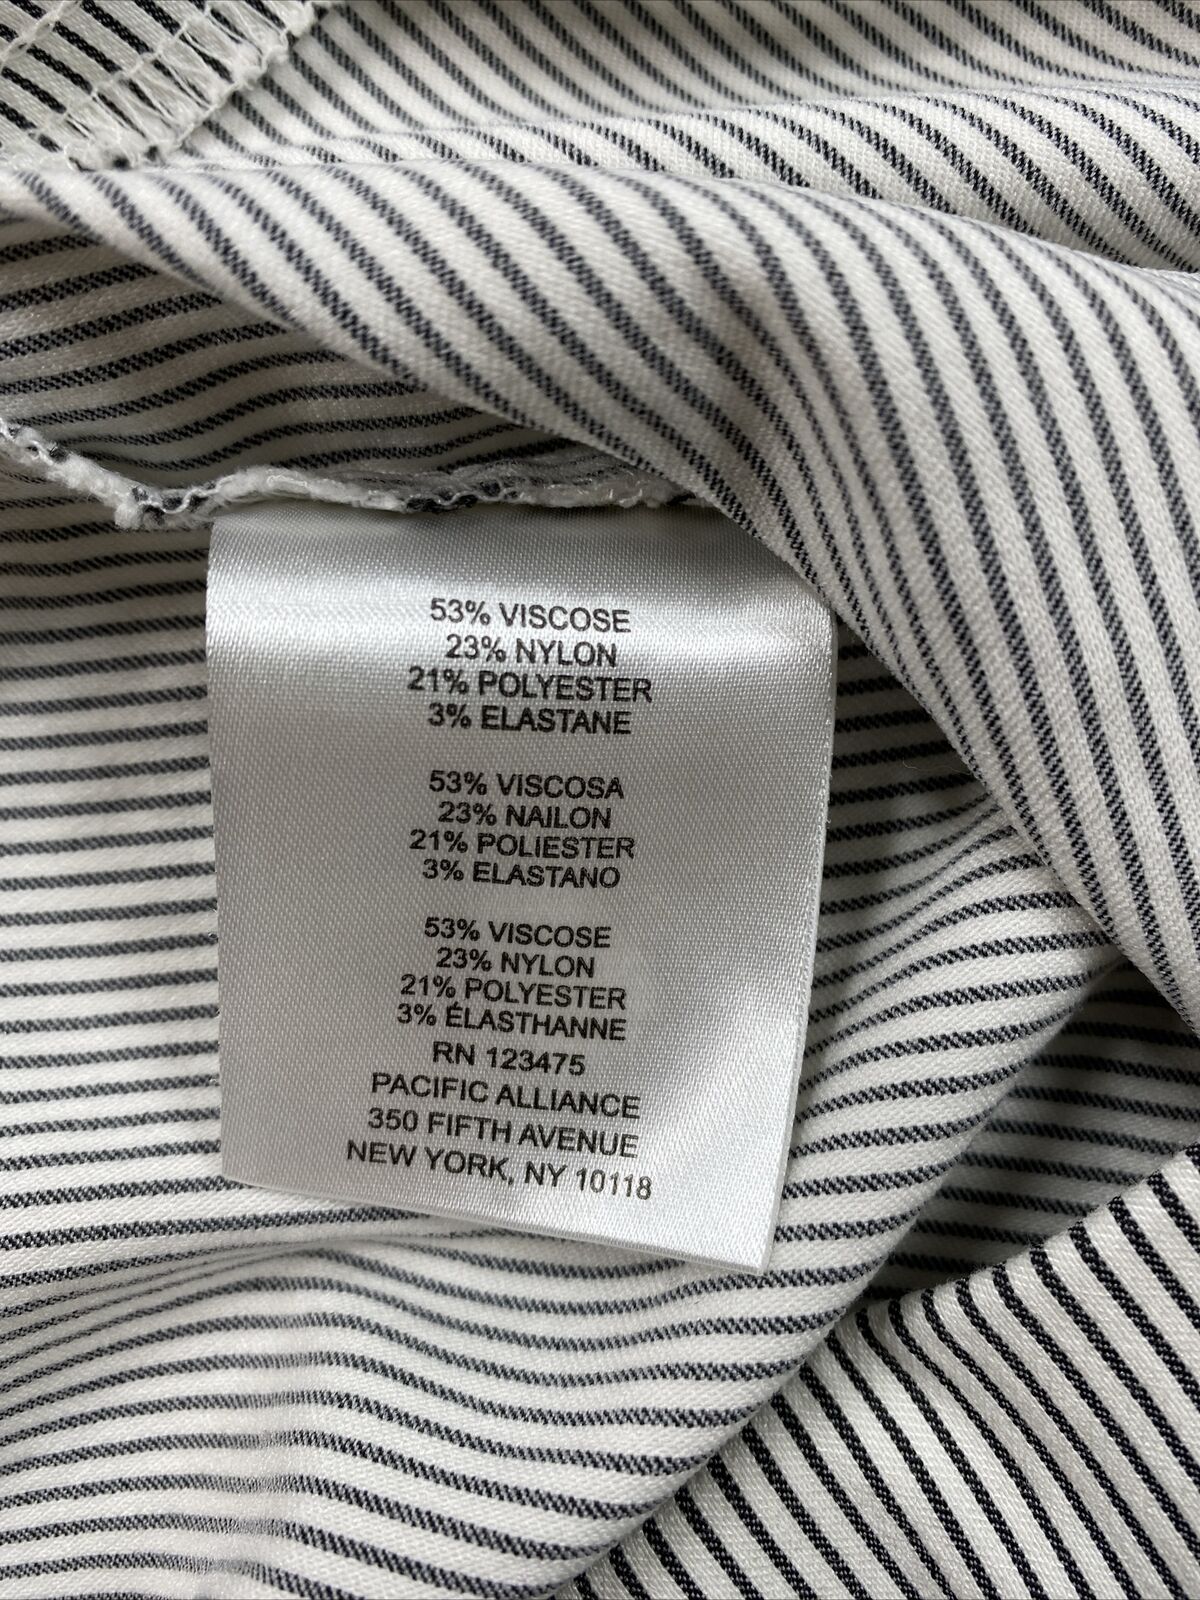 53% VISCOSE
23% NYLON
21% POLYESTER
3% ELASTANE
53% VISCOSA
23% NAILON
21% POLIESTER
3% ELASTANO
53% VISCOSE
23% NYLON
21% POLYESTER
3% ÉLASTHANNE
RN 123475
PACIFIC ALLIANCE
350 FIFTH AVENUE
NEW YORK, NY 10118